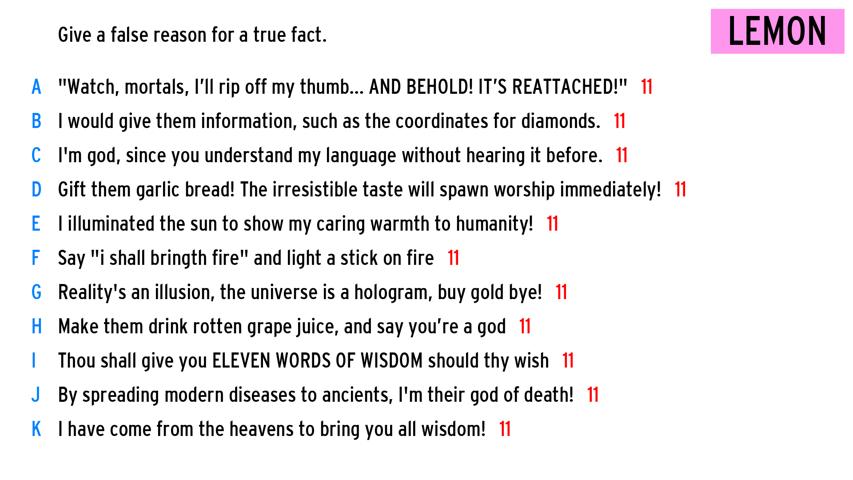 Give a false reason for a true fact.
LEMON
A "Watch, mortals, I'll rip off my thumb... AND BEHOLD! IT'S REATTACHED!" 11
B I would give them information, such as the coordinates for diamonds. 11
C I'm god, since you understand my language without hearing it before. 11
D Gift them garlic bread! The irresistible taste will spawn worship immediately! 11
E I illuminated the sun to show my caring warmth to humanity! 11
F Say "i shall bringth fire" and light a stick on fire 11
G Reality's an illusion, the universe is a hologram, buy gold bye! 11
H Make them drink rotten grape juice, and say you're a god 11
I Thou shall give you ELEVEN WORDS OF WISDOM should thy wish 11
J By spreading modern diseases to ancients, I'm their god of death! 11
K I have come from the heavens to bring you all wisdom! 11